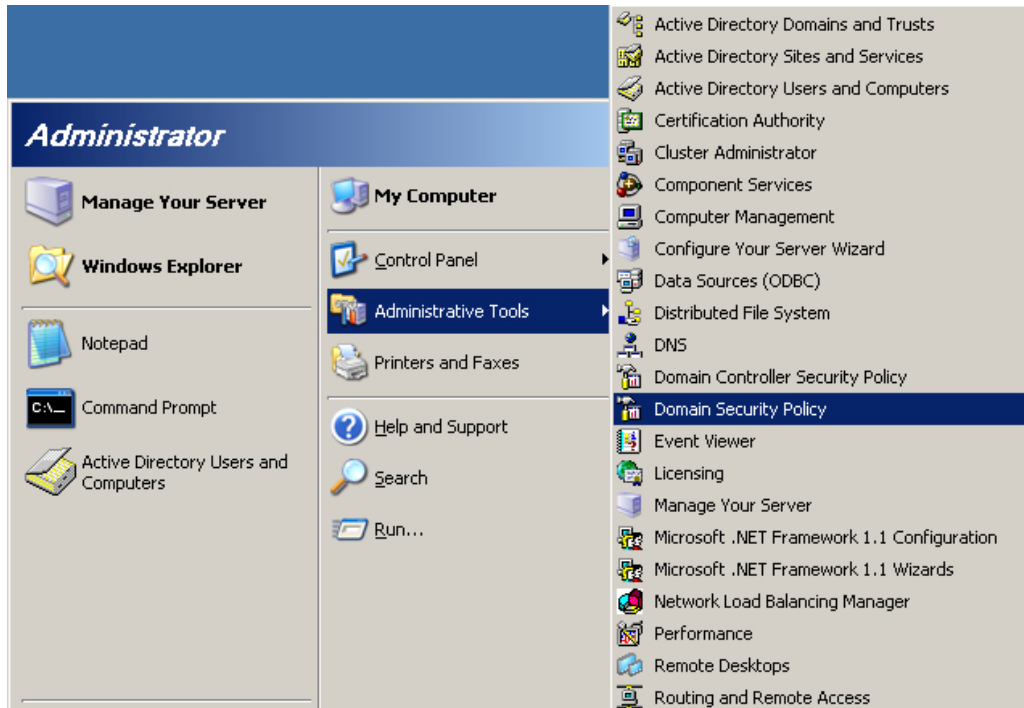 Administrator
Manage Your Server
Windows Explorer
Notepad
C:\_
Command Prompt
Active Directory Users and
Computers
My Computer
Control Panel
Administrative Tools
Printers and Faxes
Help and Support
Search
Run...
Active Directory Domains and Trusts
Active Directory Sites and Services
Active Directory Users and Computers
Certification Authority
Cluster Administrator
Component Services
Computer Management
Configure Your Server Wizard
Data Sources (ODBC)
Distributed File System
DNS
Domain Controller Security Policy
Domain Security Policy
Event Viewer
Licensing
Manage Your Server
Microsoft .NET Framework 1.1 Configuration
Microsoft .NET Framework 1.1 Wizards
Network Load Balancing Manager
Performance
Remote Desktops
Routing and Remote Access